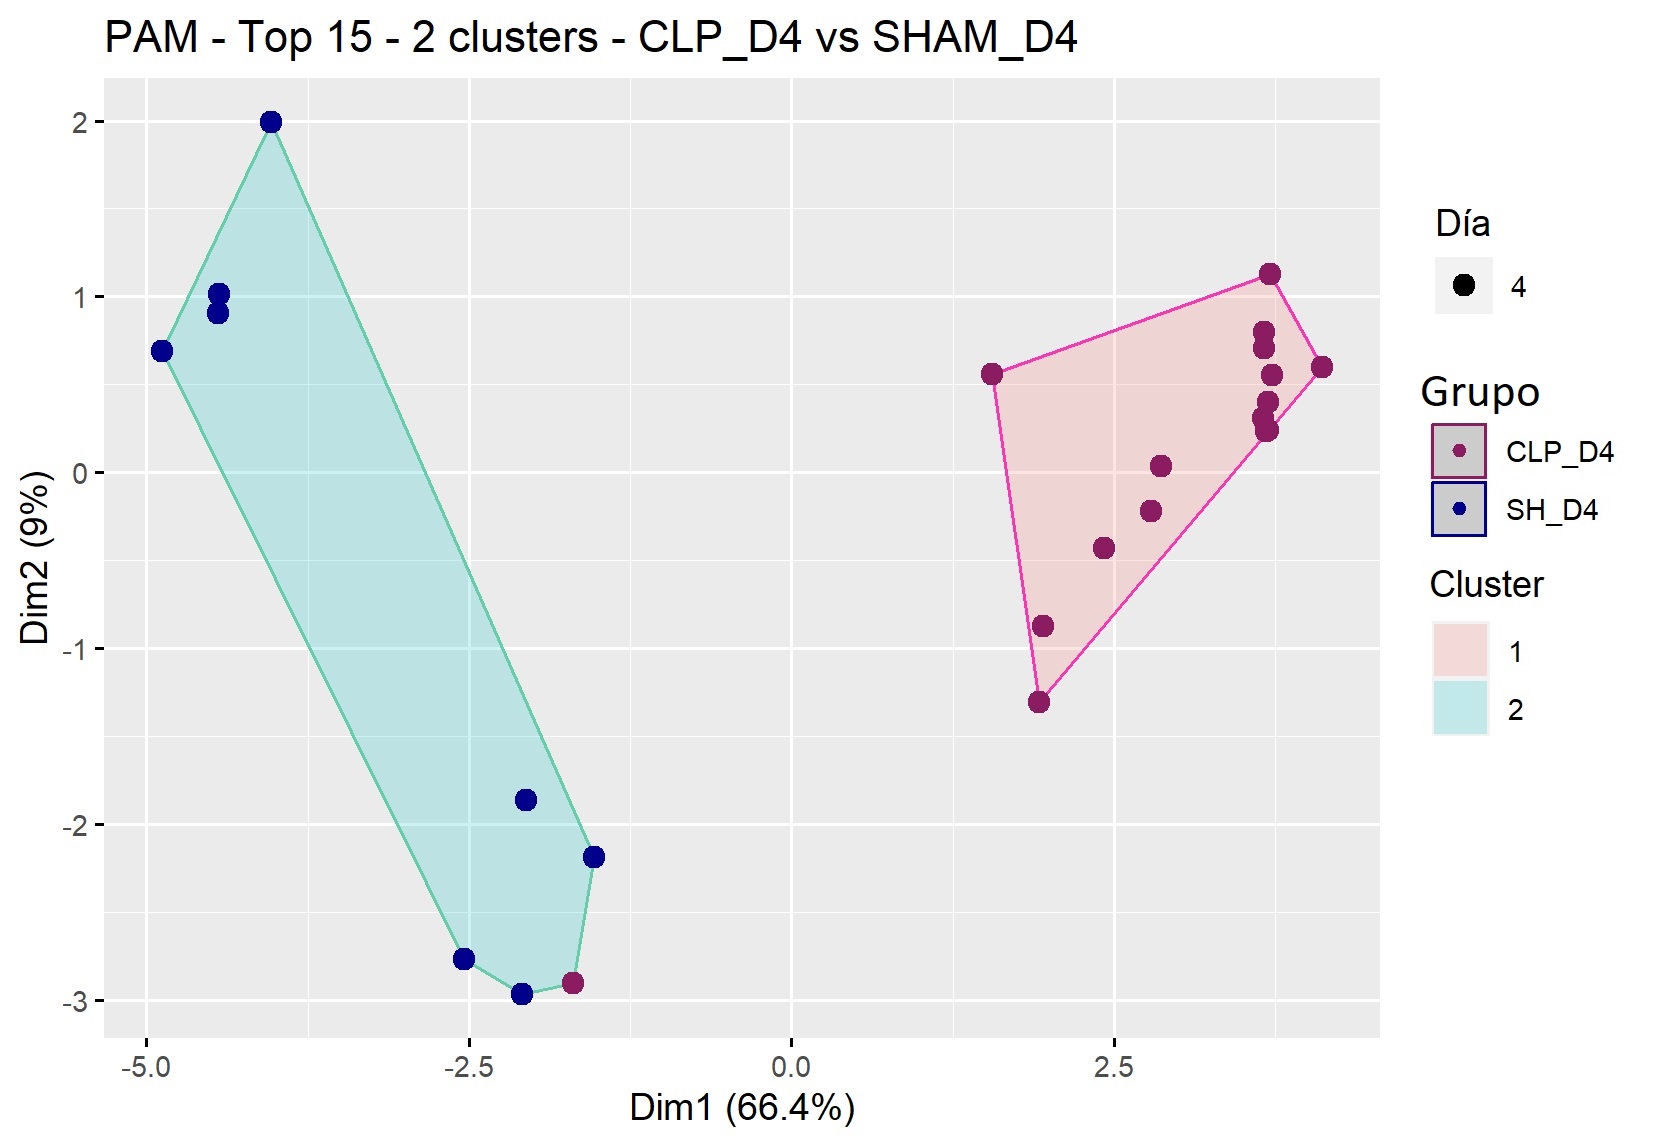 PAM - Top 15 - 2 clusters - CLP_D4 vs SHAM_D4
2
1
0
-1
-2
-3
Dim2 (9%)
-5.0
-2.5
0.0
2.5
Dim1 (66.4%)
Día
4
Grupo
CLP_D4
SH_D4
Cluster
1
2